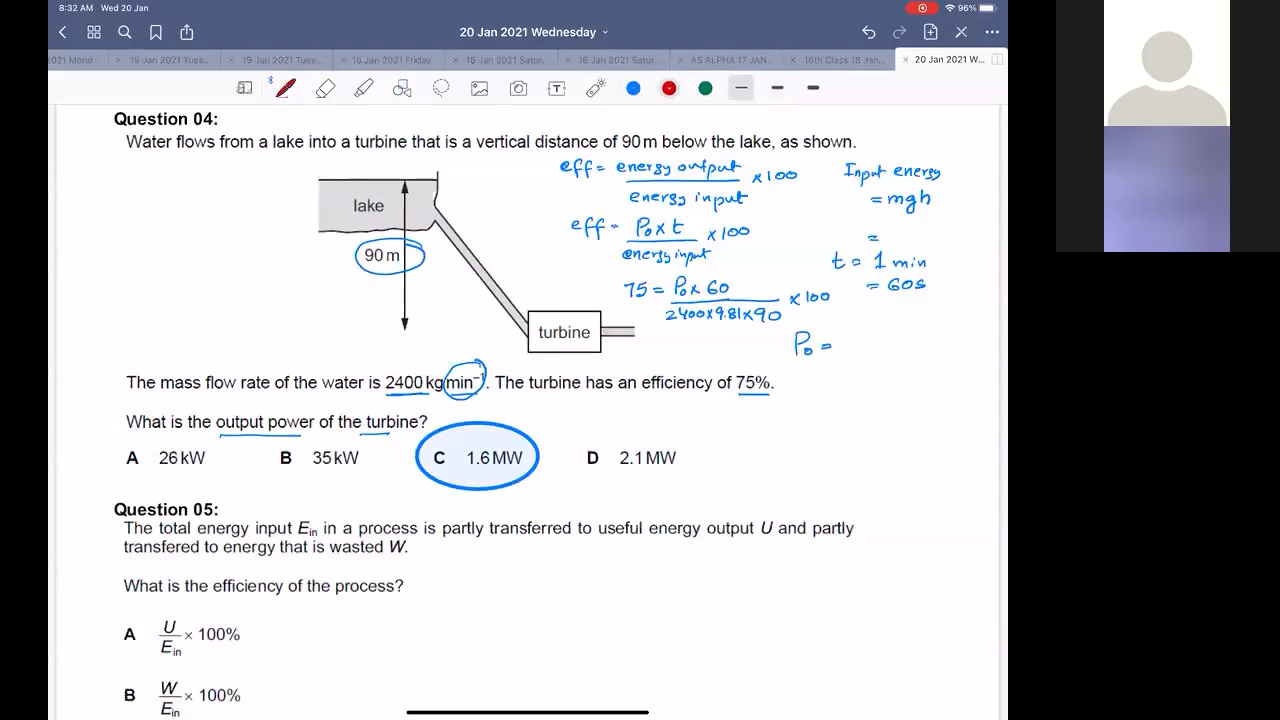 8:32 AM Wed 20 Jan
96%
20 Jan 2021 Wednesday
2021 Mond...
19 Jan 2021 Tues...
19 Jan 2021 Tues...
15 Jan 2021 Friday
16 Jan 2021 Satur...
16 Jan 2021 Satur
AS ALPHA 17 JAN...
16th Class 18 Jan...
20 Jan 2021 W...
Question 04:
Water flows from a lake into a turbine that is a vertical distance of 90 m below the lake, as shown.
lake
90 m
turbine
eff = energy output / energy input × 100
eff = P₀ × t / energy input × 100
75 = P₀ × 60 / 2400 × 9.81 × 90 × 100
P₀ =
Input energy
= mgh
=
t = 1 min
= 60s
The mass flow rate of the water is 2400 kg min⁻¹. The turbine has an efficiency of 75%.
What is the output power of the turbine?
A 26 kW B 35 kW C 1.6 MW D 2.1 MW
Question 05:
The total energy input Eᵢₙ in a process is partly transferred to useful energy output U and partly
transfered to energy that is wasted W.
What is the efficiency of the process?
A U / Eᵢₙ × 100%
B W / Eᵢₙ × 100%